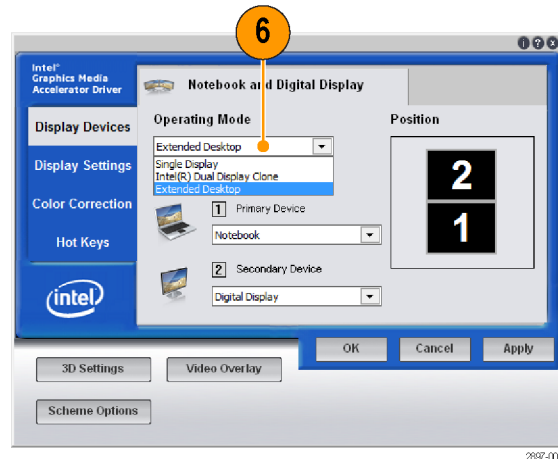 6
Intel®
Graphics Media
Accelerator Driver
Notebook and Digital Display
Display Devices
Display Settings
Color Correction
Hot Keys
intel
Operating Mode
Extended Desktop
Single Display
Intel(R) Dual Display Clone
Extended Desktop
1 Primary Device
Notebook
2 Secondary Device
Digital Display
Position
2
1
OK
Cancel
Apply
3D Settings
Video Overlay
Scheme Options